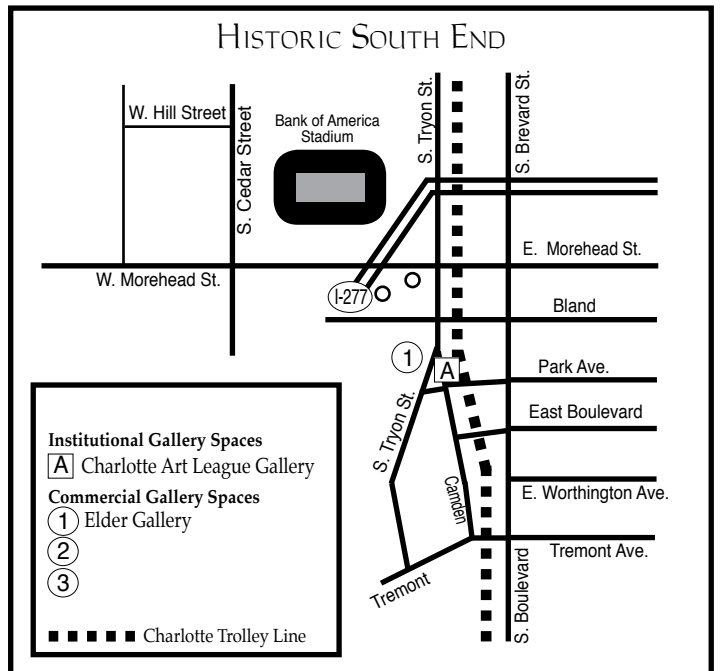 Historic South End
W. Hill Street
S. Cedar Street
Bank of America
Stadium
S. Tryon St.
S. Brevard St.
W. Morehead St.
E. Morehead St.
I-277
Bland
1
A
Park Ave.
S. Tryon St.
East Boulevard
Camden
E. Worthington Ave.
Tremont
Tremont Ave.
S. Boulevard
Institutional Gallery Spaces
A Charlotte Art League Gallery
Commercial Gallery Spaces
1 Elder Gallery
2
3
Charlotte Trolley Line